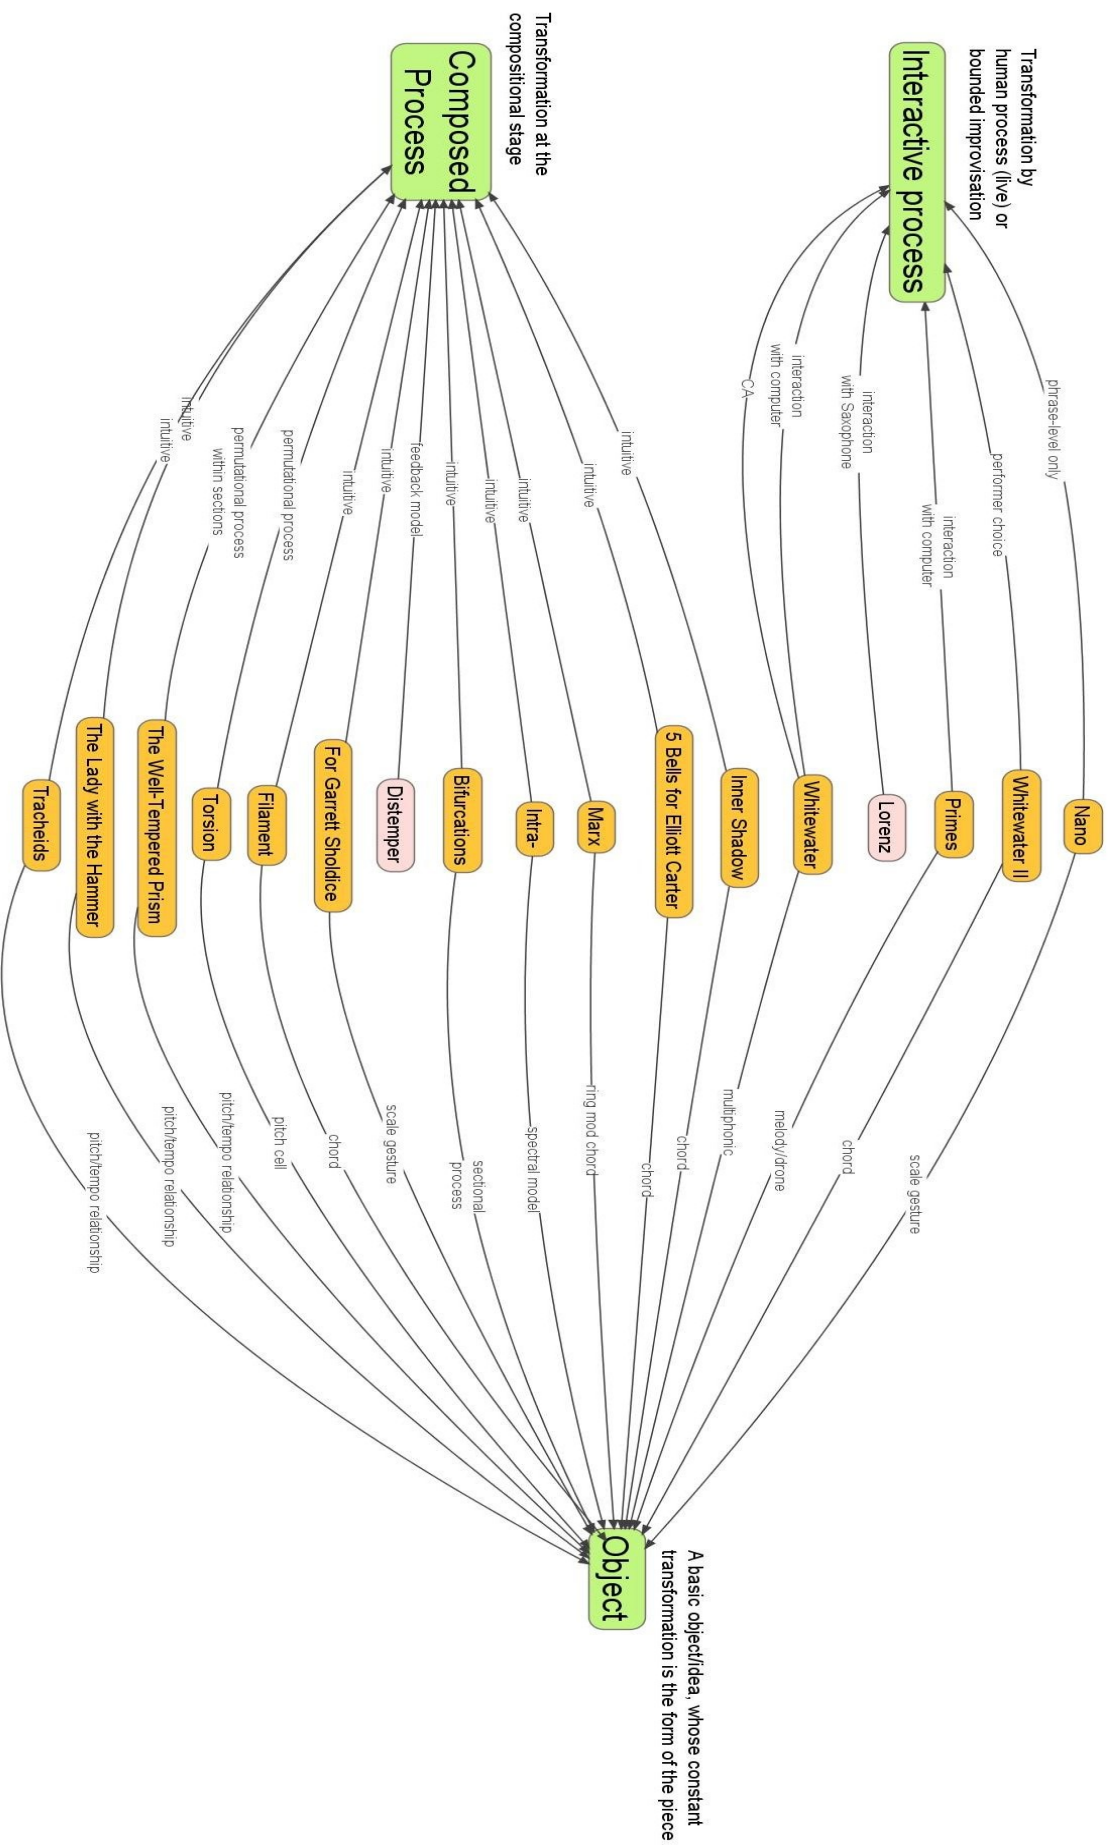 Transformation by
human process (live) or
bounded improvisation
Interactive process
Transformation at the
compositional stage
Composed
Process
phrase-level only
performer choice
interaction
with computer
interaction
with Saxophone
interaction
with computer
CA
intuitive
intuitive
intuitive
intuitive
intuitive
feedback model
intuitive
intuitive
permutational process
permutational process
within sections
intuitive
intuitive
Nano
Whitewater II
Primes
Lorenz
Whitewater
Inner Shadow
5 Bells for Elliott Carter
Marx
Intra-
Bifurcations
Distemper
For Garrett Sholdice
Filament
Torsion
The Well-Tempered Prism
The Lady with the Hammer
Tracheids
scale gesture
chord
melody/drone
multiphonic
chord
chord
ring mod chord
spectral model
sectional
process
scale gesture
chord
pitch cell
pitch/tempo relationship
pitch/tempo relationship
pitch/tempo relationship
A basic object/idea, whose constant
transformation is the form of the piece
Object